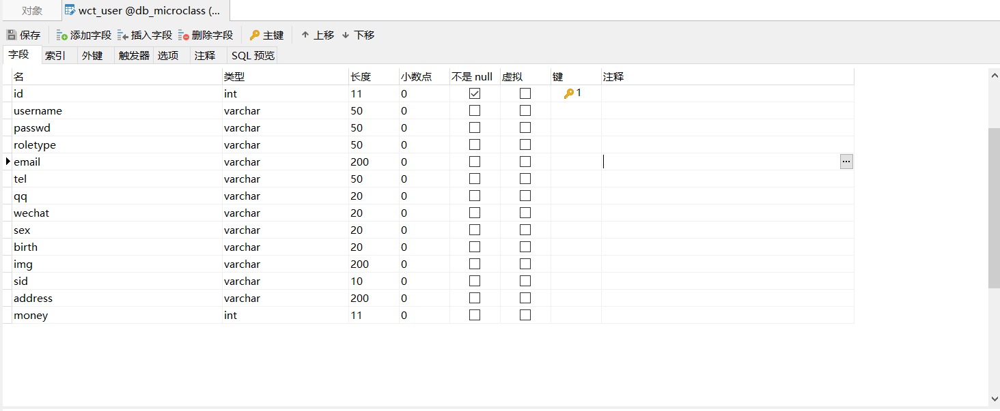 对象 wct_user @db_microclass (...
保存 添加字段 插入字段 删除字段 主键 上移 下移
字段 索引 外键 触发器 选项 注释 SQL 预览
名 类型 长度 小数点 不是 null 虚拟 键 注释
id int 11 0 1
username varchar 50 0
passwd varchar 50 0
roletype varchar 50 0
email varchar 200 0 ...
tel varchar 50 0
qq varchar 20 0
wechat varchar 20 0
sex varchar 20 0
birth varchar 20 0
img varchar 200 0
sid varchar 10 0
address varchar 200 0
money int 11 0